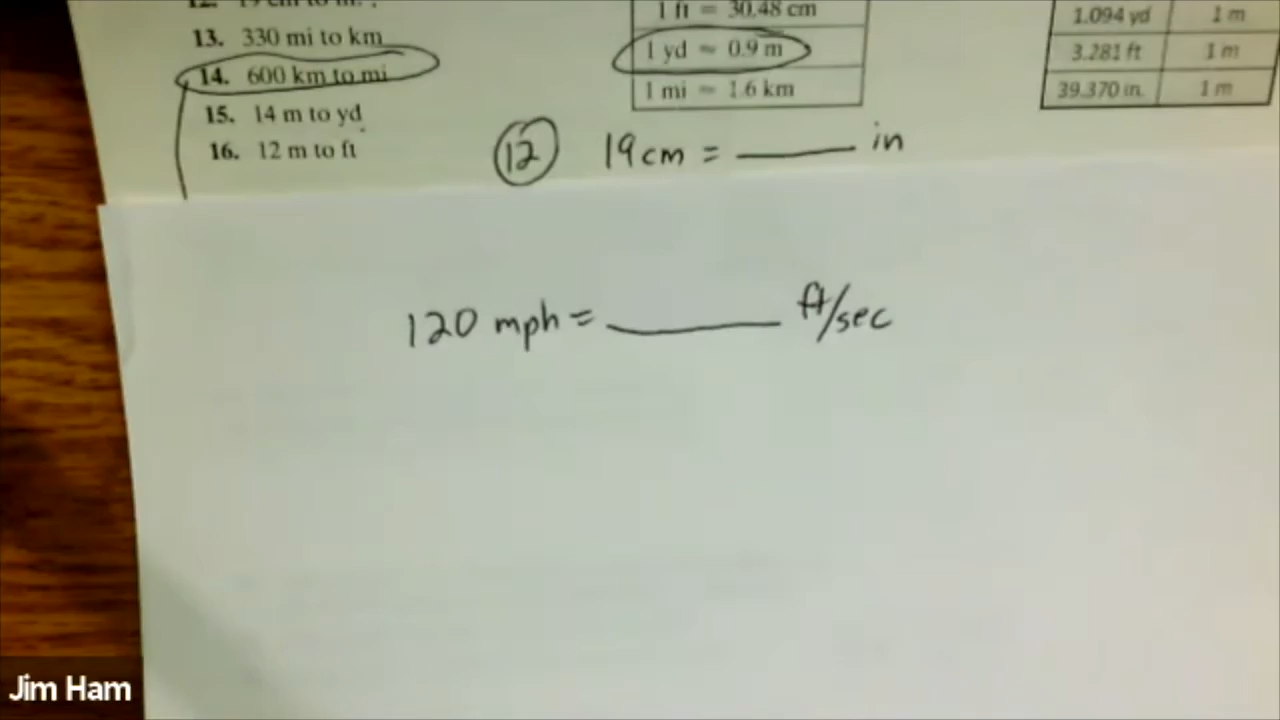 13. 330 mi to km
14. 600 km to mi
15. 14 m to yd
16. 12 m to ft
1 ft = 30.48 cm
1 yd ≈ 0.9 m
1 mi ≈ 1.6 km
1.094 yd 1 m
3.281 ft 1 m
39.370 in. 1 m
12 19 cm = ____ in
120 mph = ____ ft/sec
Jim Ham